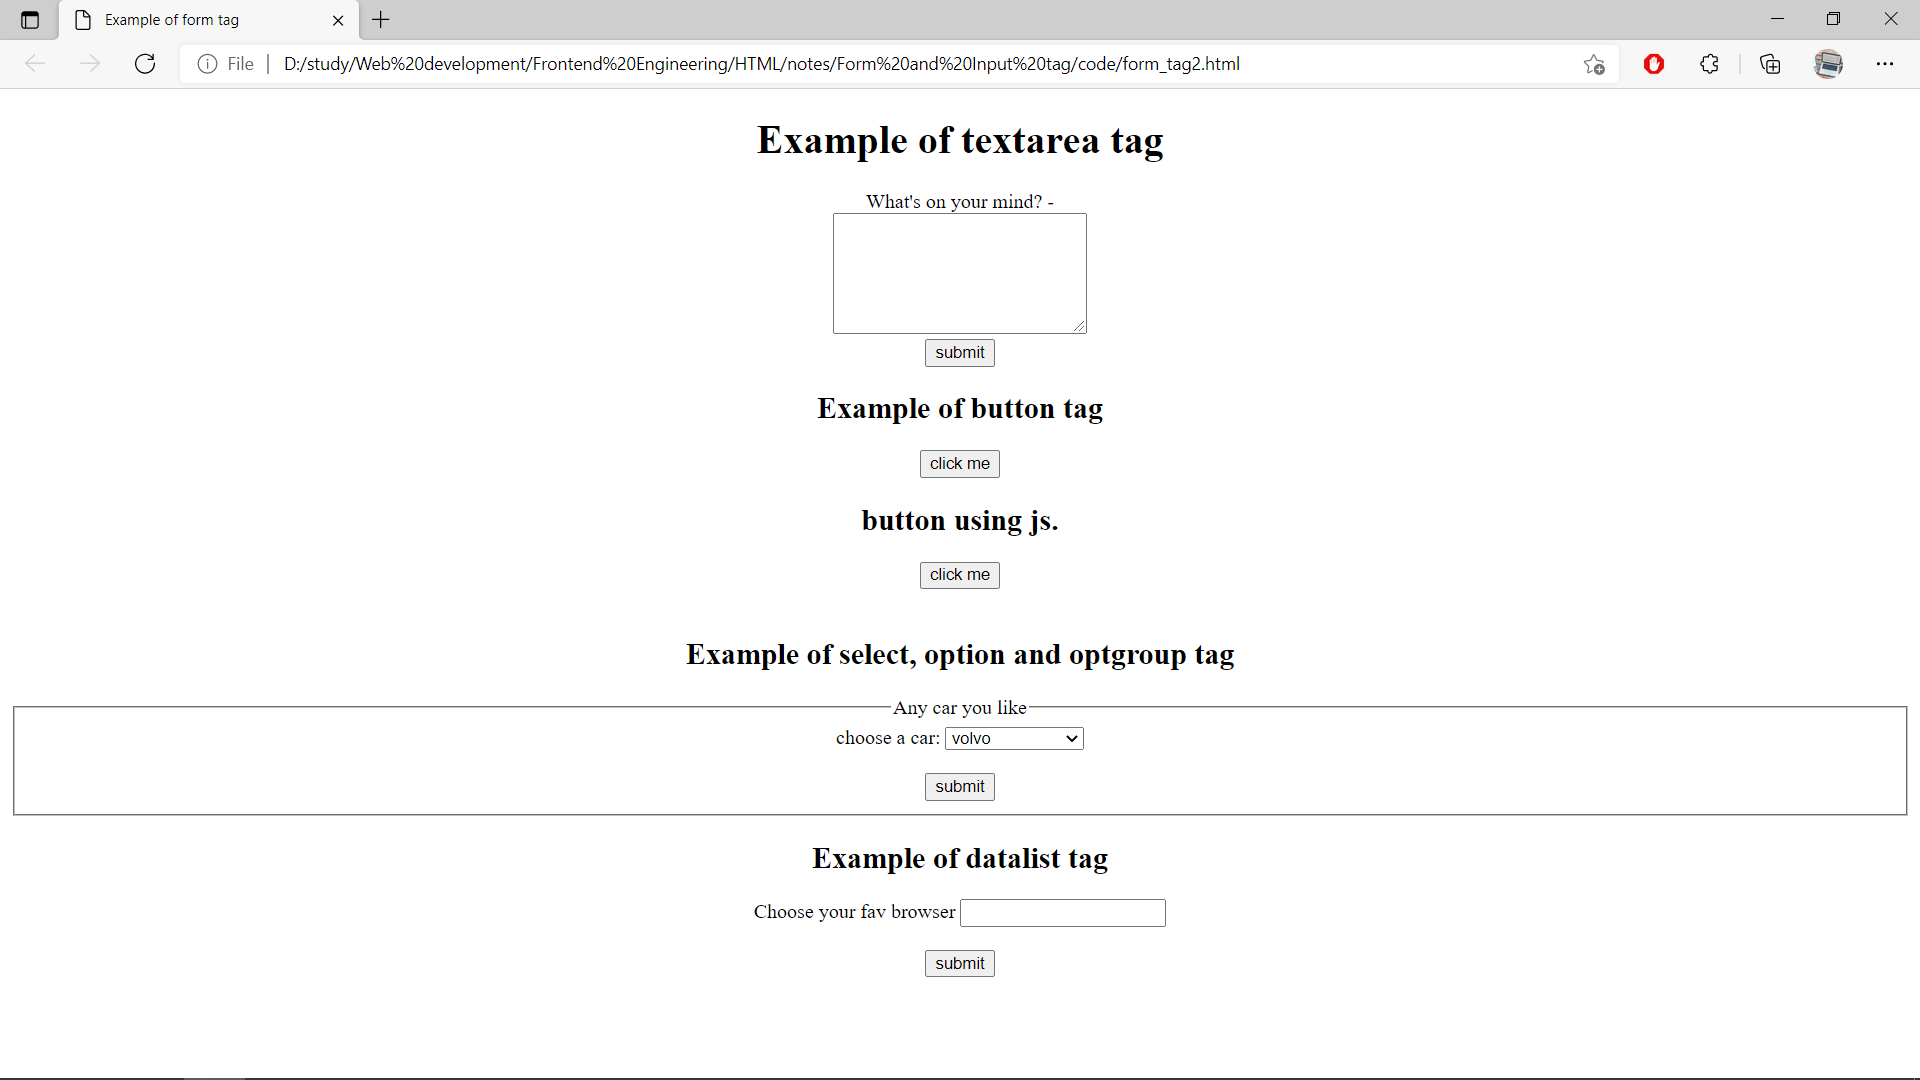 Example of form tag
File
D:/study/Web%20development/Frontend%20Engineering/HTML/notes/Form%20and%20Input%20tag/code/form_tag2.html
Example of textarea tag
What's on your mind? -
submit
Example of button tag
click me
button using js.
click me
Example of select, option and optgroup tag
Any car you like
choose a car: volvo
submit
Example of datalist tag
Choose your fav browser
submit